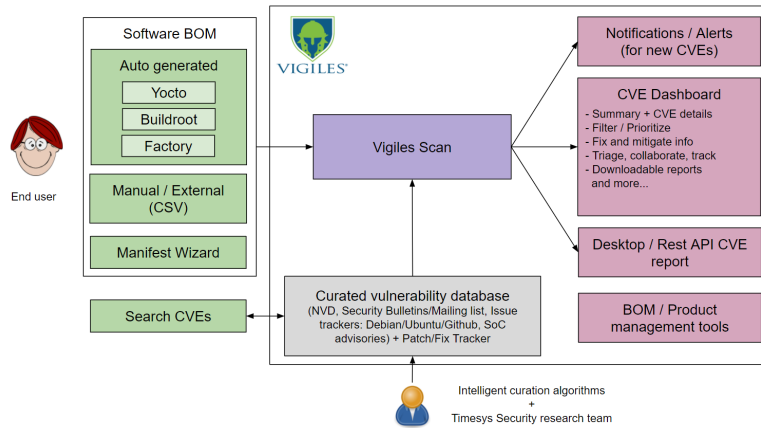 Software BOM
Auto generated
Yocto
Buildroot
Factory
Manual / External
(CSV)
Manifest Wizard
End user
Search CVEs
VIGILES®
Vigiles Scan
Curated vulnerability database
(NVD, Security Bulletins/Mailing list, Issue
trackers: Debian/Ubuntu/Github, SoC
advisories) + Patch/Fix Tracker
Intelligent curation algorithms
+
Timesys Security research team
Notifications / Alerts
(for new CVEs)
CVE Dashboard
- Summary + CVE details
- Filter / Prioritize
- Fix and mitigate info
- Triage, collaborate, track
- Downloadable reports
and more...
Desktop / Rest API CVE
report
BOM / Product
management tools